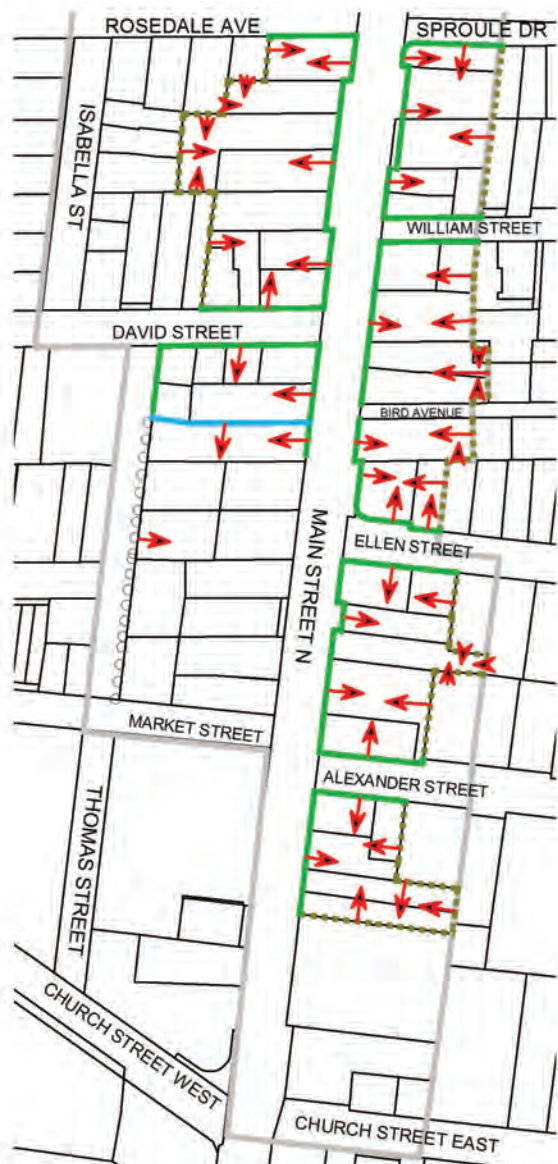 ROSEDALE AVE
SPROULE DR
ISABELLA ST
WILLIAM STREET
DAVID STREET
BIRD AVENUE
MAIN STREET N
ELLEN STREET
MARKET STREET
ALEXANDER STREET
THOMAS STREET
CHURCH STREET WEST
CHURCH STREET EAST